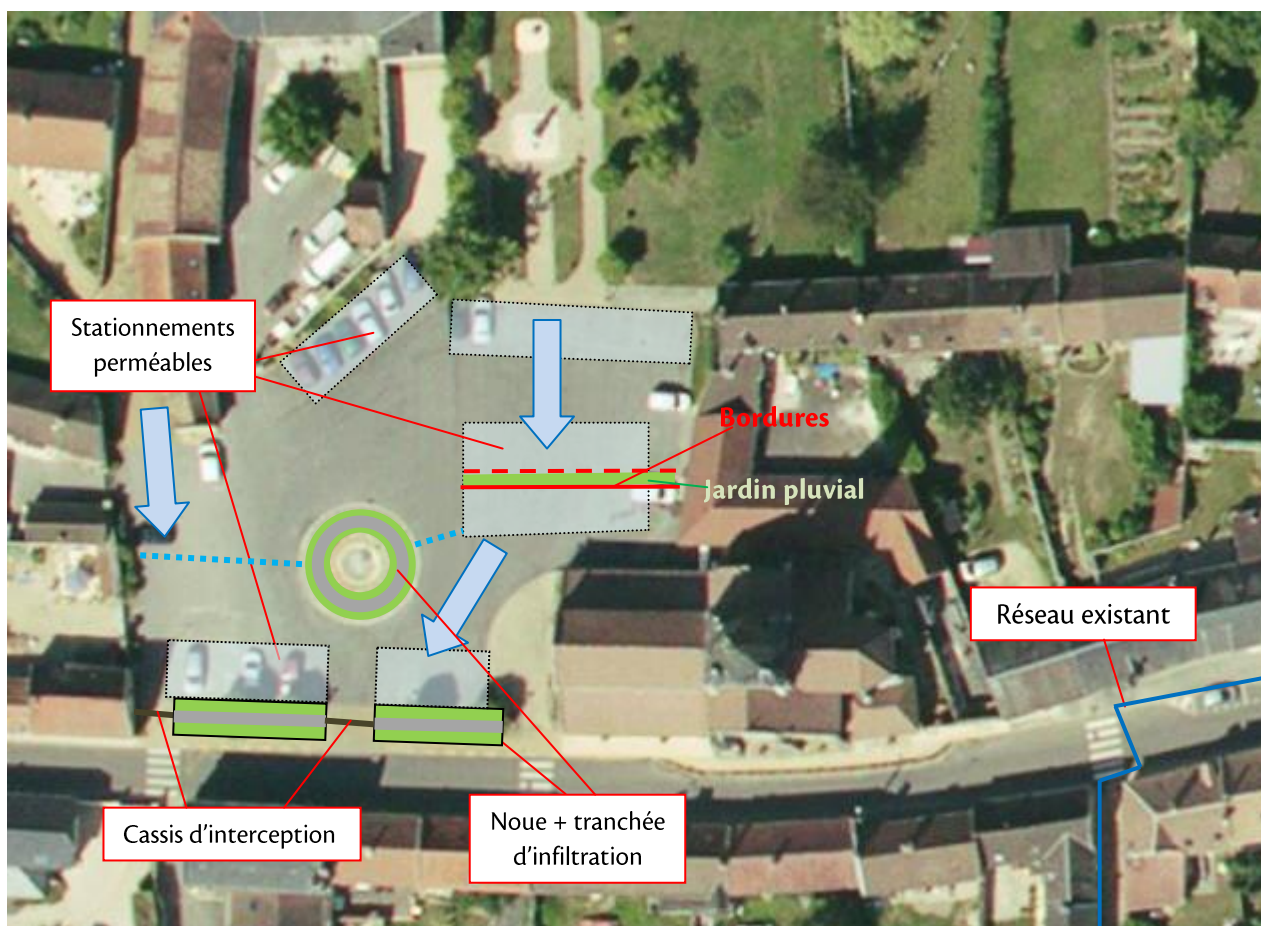 Stationnements
perméables
Bordures
Jardin pluvial
Réseau existant
Cassis d'interception
Noue + tranchée
d'infiltration